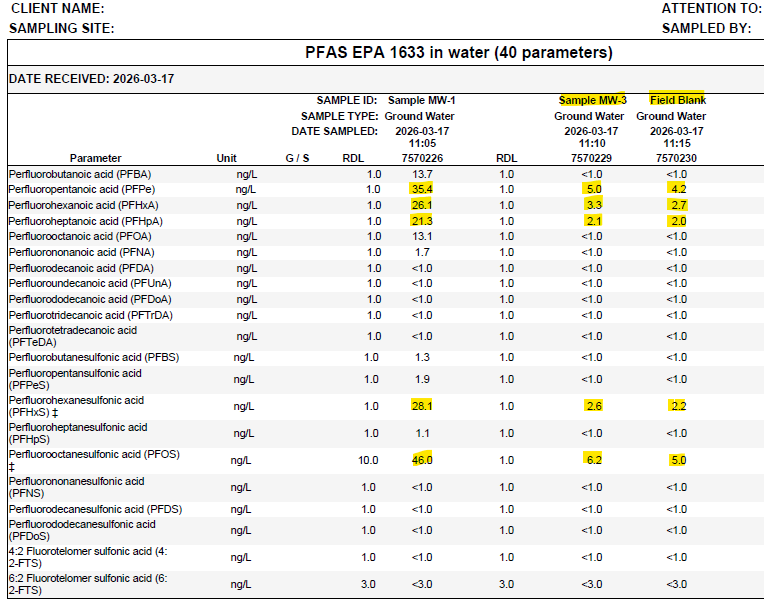 CLIENT NAME: ATTENTION TO:
SAMPLING SITE: SAMPLED BY:
PFAS EPA 1633 in water (40 parameters)
DATE RECEIVED: 2026-03-17
SAMPLE ID: Sample MW-1 Sample MW-3 Field Blank
SAMPLE TYPE: Ground Water Ground Water Ground Water
DATE SAMPLED: 2026-03-17 2026-03-17 2026-03-17
11:05 11:10 11:15
Parameter Unit G / S RDL 7570226 RDL 7570229 7570230
Perfluorobutanoic acid (PFBA) ng/L 1.0 13.7 1.0 <1.0 <1.0
Perfluoropentanoic acid (PFPe) ng/L 1.0 35.4 1.0 5.0 4.2
Perfluorohexanoic acid (PFHxA) ng/L 1.0 26.1 1.0 3.3 2.7
Perfluoroheptanoic acid (PFHpA) ng/L 1.0 21.3 1.0 2.1 2.0
Perfluorooctanoic acid (PFOA) ng/L 1.0 13.1 1.0 <1.0 <1.0
Perfluorononanoic acid (PFNA) ng/L 1.0 1.7 1.0 <1.0 <1.0
Perfluorodecanoic acid (PFDA) ng/L 1.0 <1.0 1.0 <1.0 <1.0
Perfluoroundecanoic acid (PFUnA) ng/L 1.0 <1.0 1.0 <1.0 <1.0
Perfluorododecanoic acid (PFDoA) ng/L 1.0 <1.0 1.0 <1.0 <1.0
Perfluorotridecanoic acid (PFTrDA) ng/L 1.0 <1.0 1.0 <1.0 <1.0
Perfluorotetradecanoic acid
(PFTeDA) ng/L 1.0 <1.0 1.0 <1.0 <1.0
Perfluorobutanesulfonic acid (PFBS) ng/L 1.0 1.3 1.0 <1.0 <1.0
Perfluoropentansulfonic acid
(PFPeS) ng/L 1.0 1.9 1.0 <1.0 <1.0
Perfluorohexanesulfonic acid
(PFHxS) ‡ ng/L 1.0 28.1 1.0 2.6 2.2
Perfluoroheptanesulfonic acid
(PFHpS) ng/L 1.0 1.1 1.0 <1.0 <1.0
Perfluorooctanesulfonic acid (PFOS)
‡ ng/L 10.0 46.0 1.0 6.2 5.0
Perfluorononanesulfonic acid
(PFNS) ng/L 1.0 <1.0 1.0 <1.0 <1.0
Perfluorodecanesulfonic acid (PFDS) ng/L 1.0 <1.0 1.0 <1.0 <1.0
Perfluorododecanesulfonic acid
(PFDoS) ng/L 1.0 <1.0 1.0 <1.0 <1.0
4:2 Fluorotelomer sulfonic acid (4:
2-FTS) ng/L 1.0 <1.0 1.0 <1.0 <1.0
6:2 Fluorotelomer sulfonic acid (6:
2-FTS) ng/L 3.0 <3.0 3.0 <3.0 <3.0